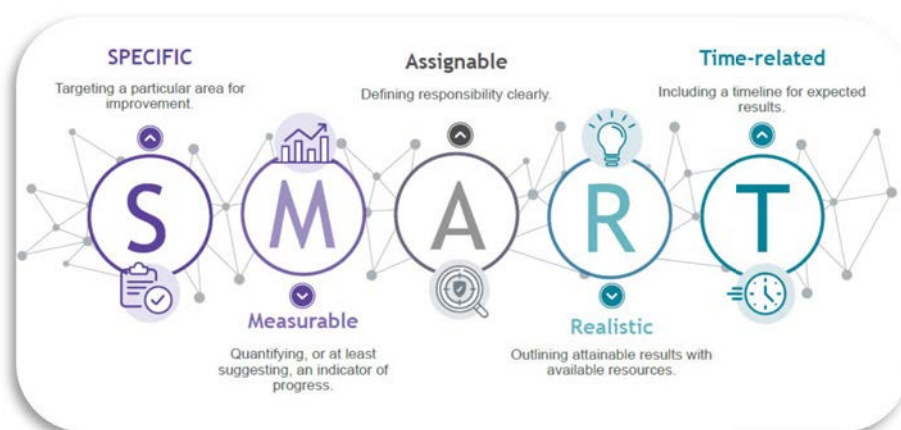 SPECIFIC
Targeting a particular area for
improvement.
S
M
Measurable
Quantifying, or at least
suggesting, an indicator of
progress.
Assignable
Defining responsibility clearly.
A
R
Realistic
Outlining attainable results with
available resources.
Time-related
Including a timeline for expected
results.
T